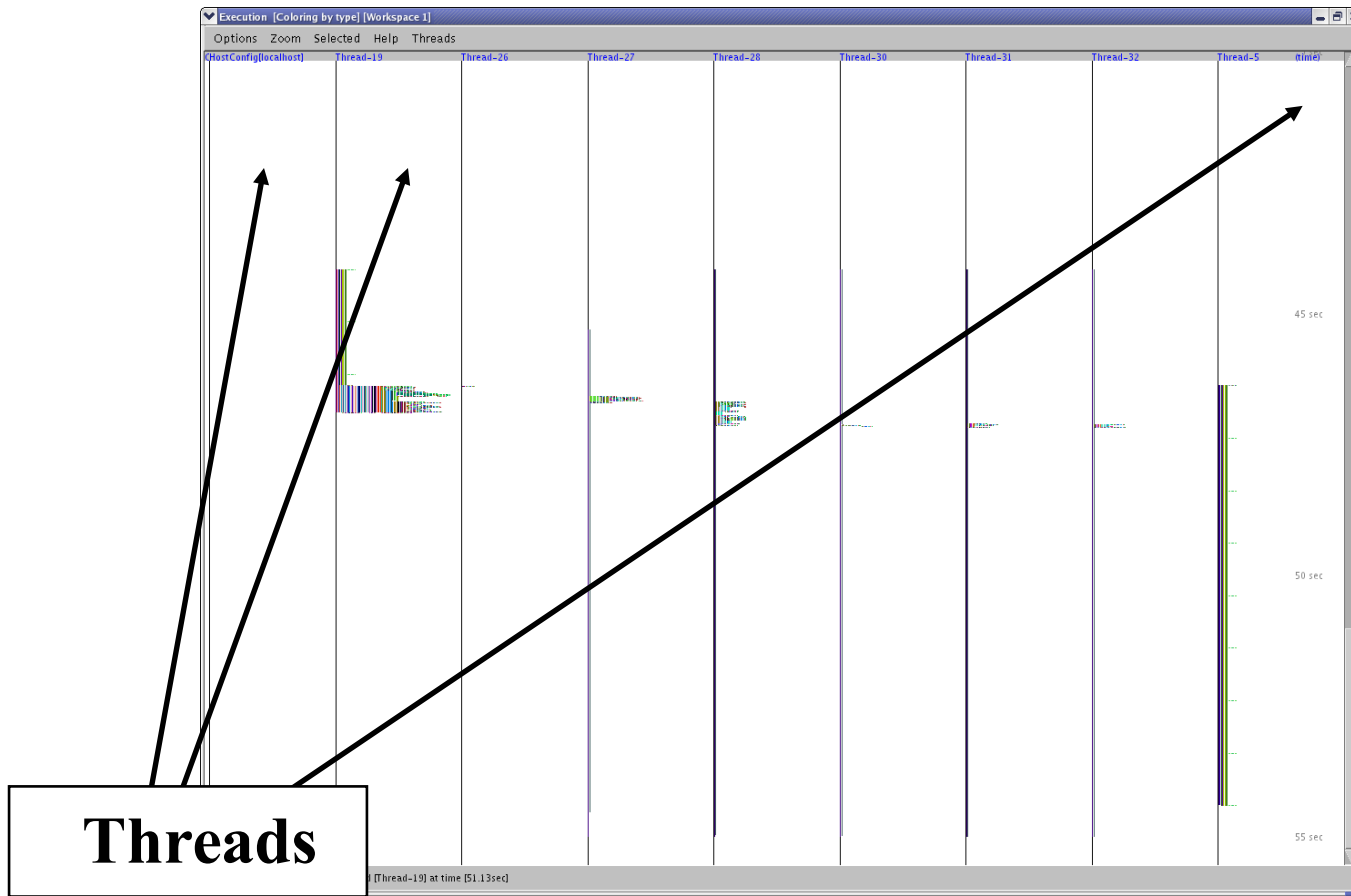 Execution [Coloring by type] [Workspace 1]
Options Zoom Selected Help Threads
HostConfig[localhost] Thread-19 Thread-26 Thread-27 Thread-28 Thread-30 Thread-31 Thread-32 Thread-5 (time)
45 sec
50 sec
55 sec
Threads
[Thread-19] at time [51.13sec]